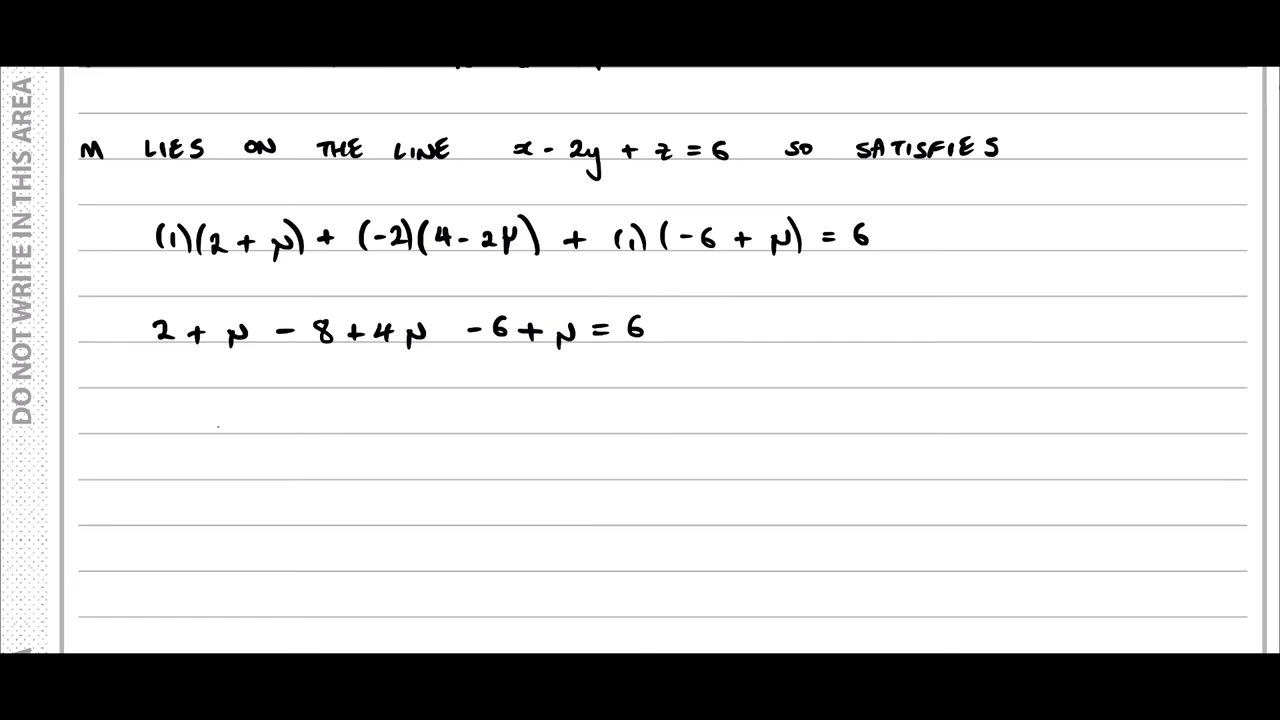 M LIES ON THE LINE x - 2y + z = 6 SO SATISFIES
(1)(2 + μ) + (-2)(4 - 2μ) + (1)(-6 + μ) = 6
2 + μ - 8 + 4μ - 6 + μ = 6
DO NOT WRITE IN THIS AREA